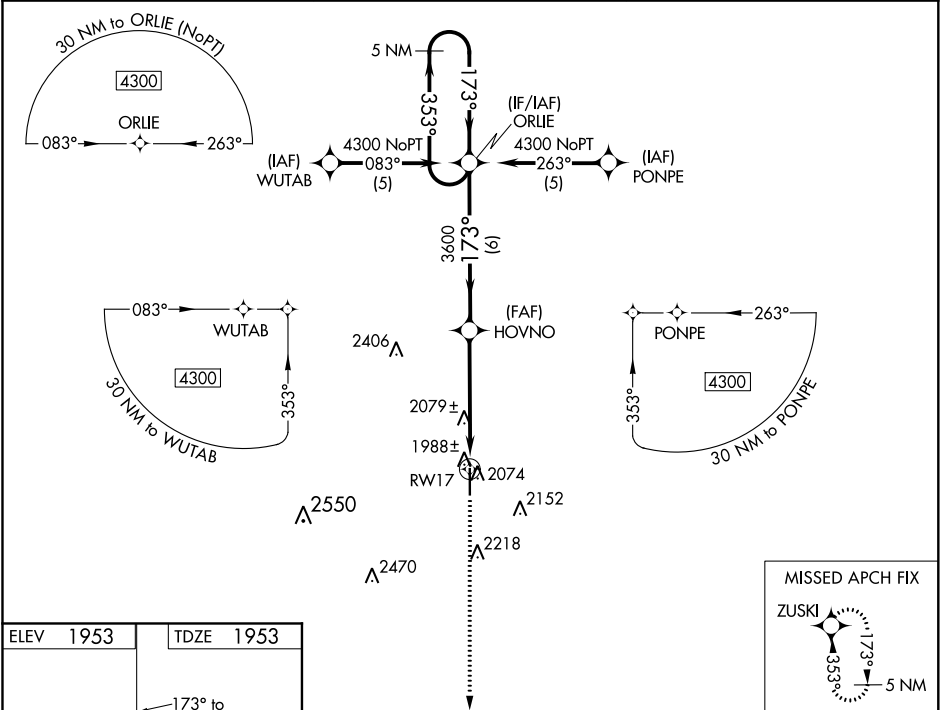 30 NM to ORLIE (NoPT)
4300
ORLIE
083°
263°
5 NM
353°
173°
(IF/IAF)
ORLIE
4300 NoPT
083°
(5)
(IAF)
WUTAB
4300 NoPT
263°
(5)
(IAF)
PONPE
3600
173°
(6)
(FAF)
HOVNO
083°
WUTAB
4300
353°
30 NM to WUTAB
263°
PONPE
4300
353°
30 NM to PONPE
2406
2079±
1988±
RW17
2074
2152
2550
2218
2470
MISSED APCH FIX
ZUSKI
353°
173°
5 NM
ELEV 1953
TDZE 1953
173° to